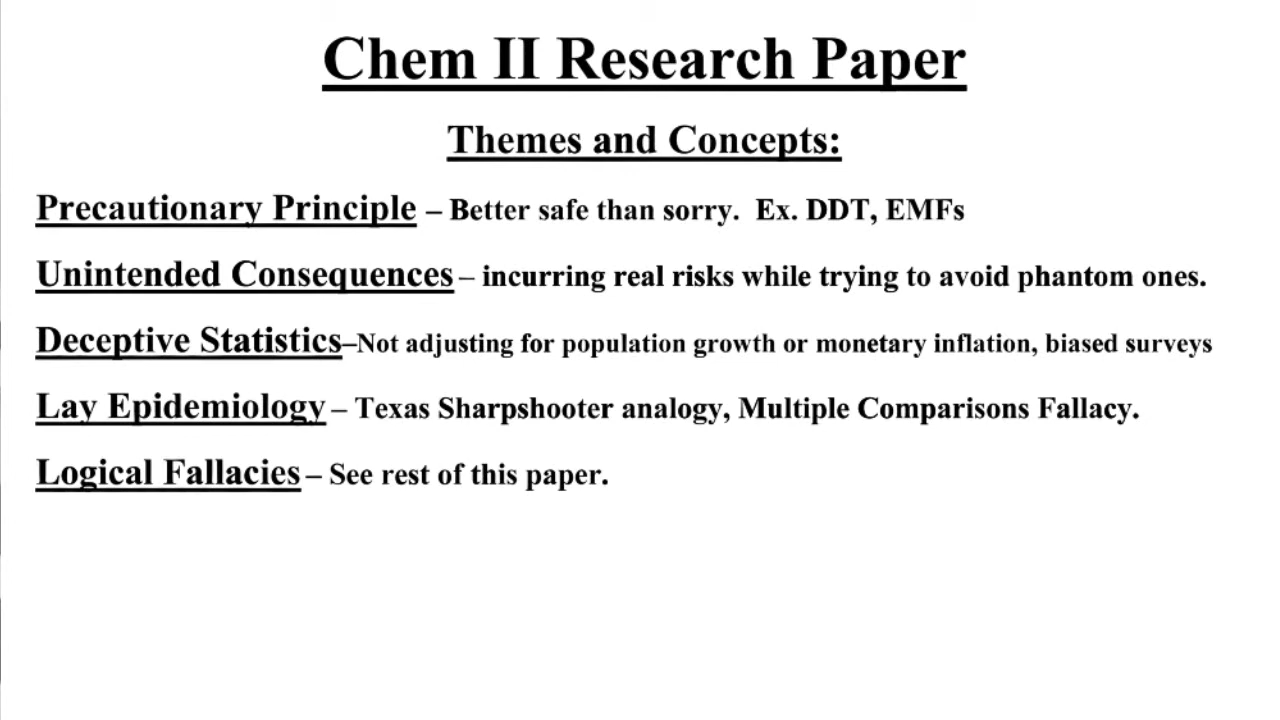 Chem II Research Paper
Themes and Concepts:
Precautionary Principle – Better safe than sorry.  Ex. DDT, EMFs
Unintended Consequences – incurring real risks while trying to avoid phantom ones.
Deceptive Statistics–Not adjusting for population growth or monetary inflation, biased surveys
Lay Epidemiology – Texas Sharpshooter analogy, Multiple Comparisons Fallacy.
Logical Fallacies – See rest of this paper.